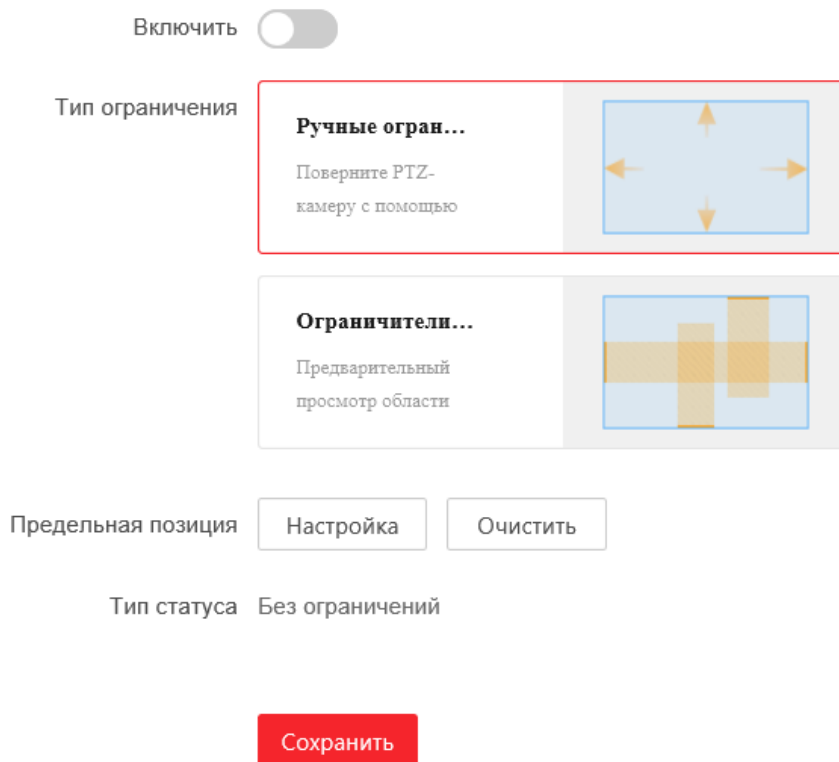 Включить
Тип ограничения
Ручные огран...
Поверните PTZ-
камеру с помощью
Ограничители...
Предварительный
просмотр области
Предельная позиция Настройка Очистить
Тип статуса Без ограничений
Сохранить